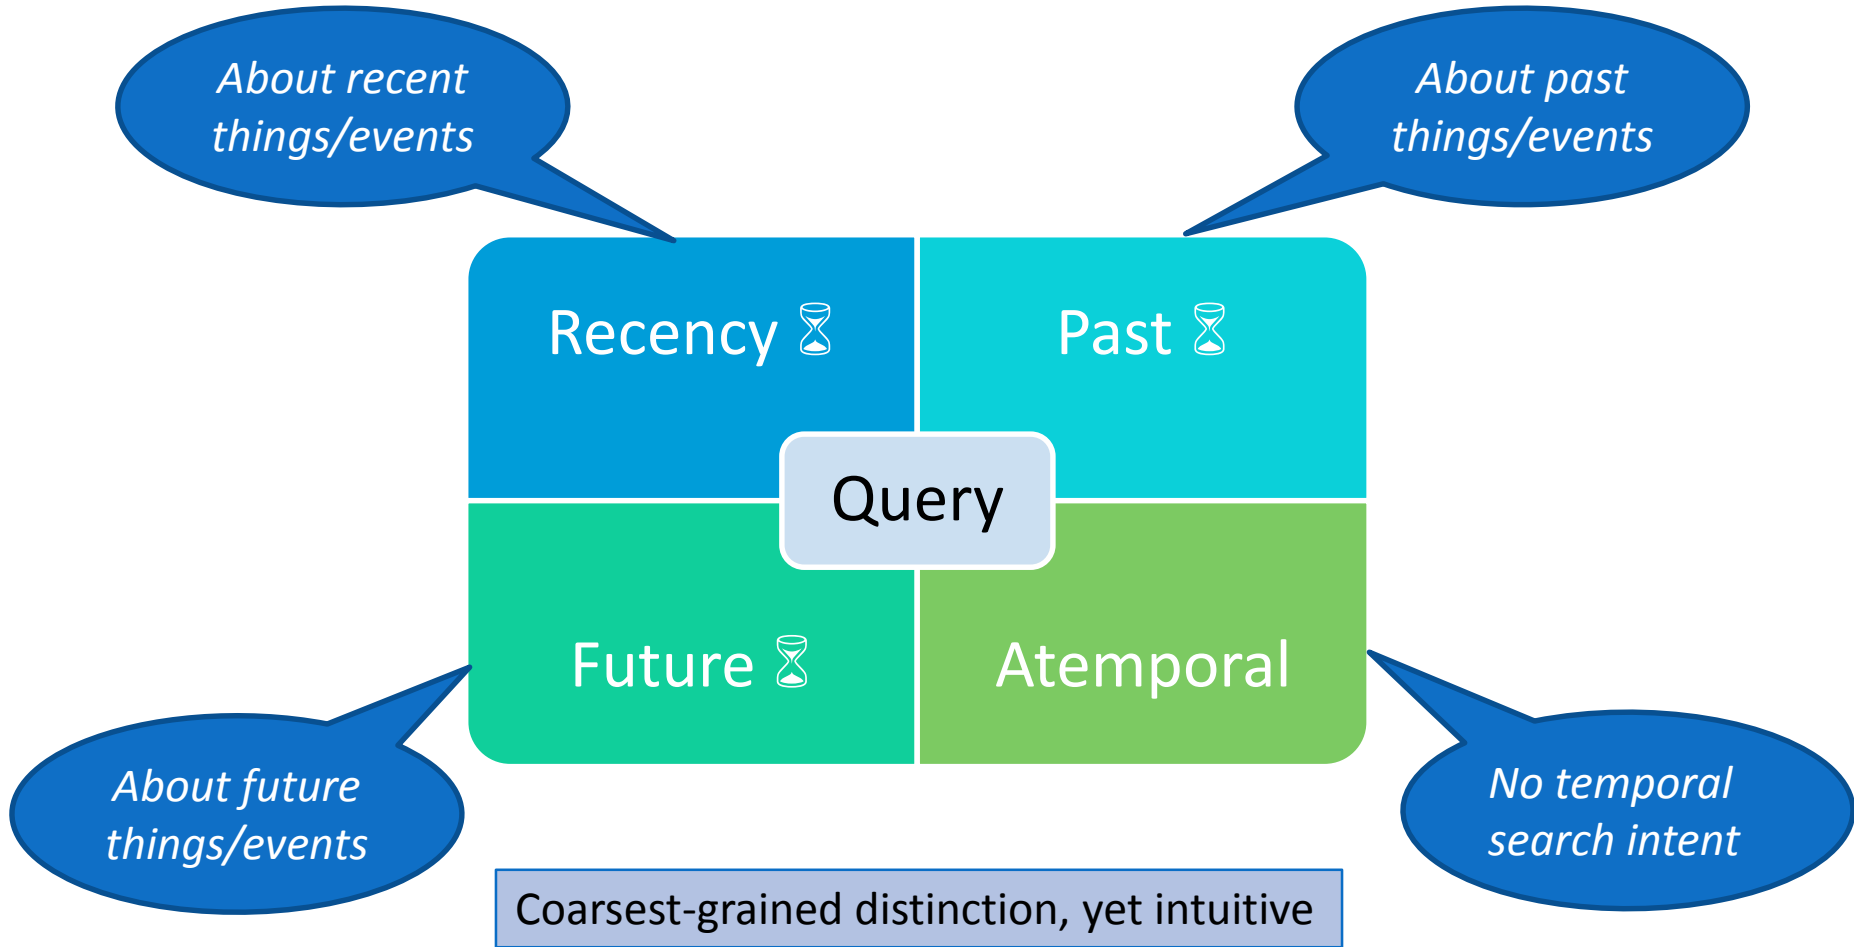 About recent
things/events
About past
things/events
Recency ⏳
Past ⏳
Query
Future ⏳
Atemporal
About future
things/events
No temporal
search intent
Coarsest-grained distinction, yet intuitive